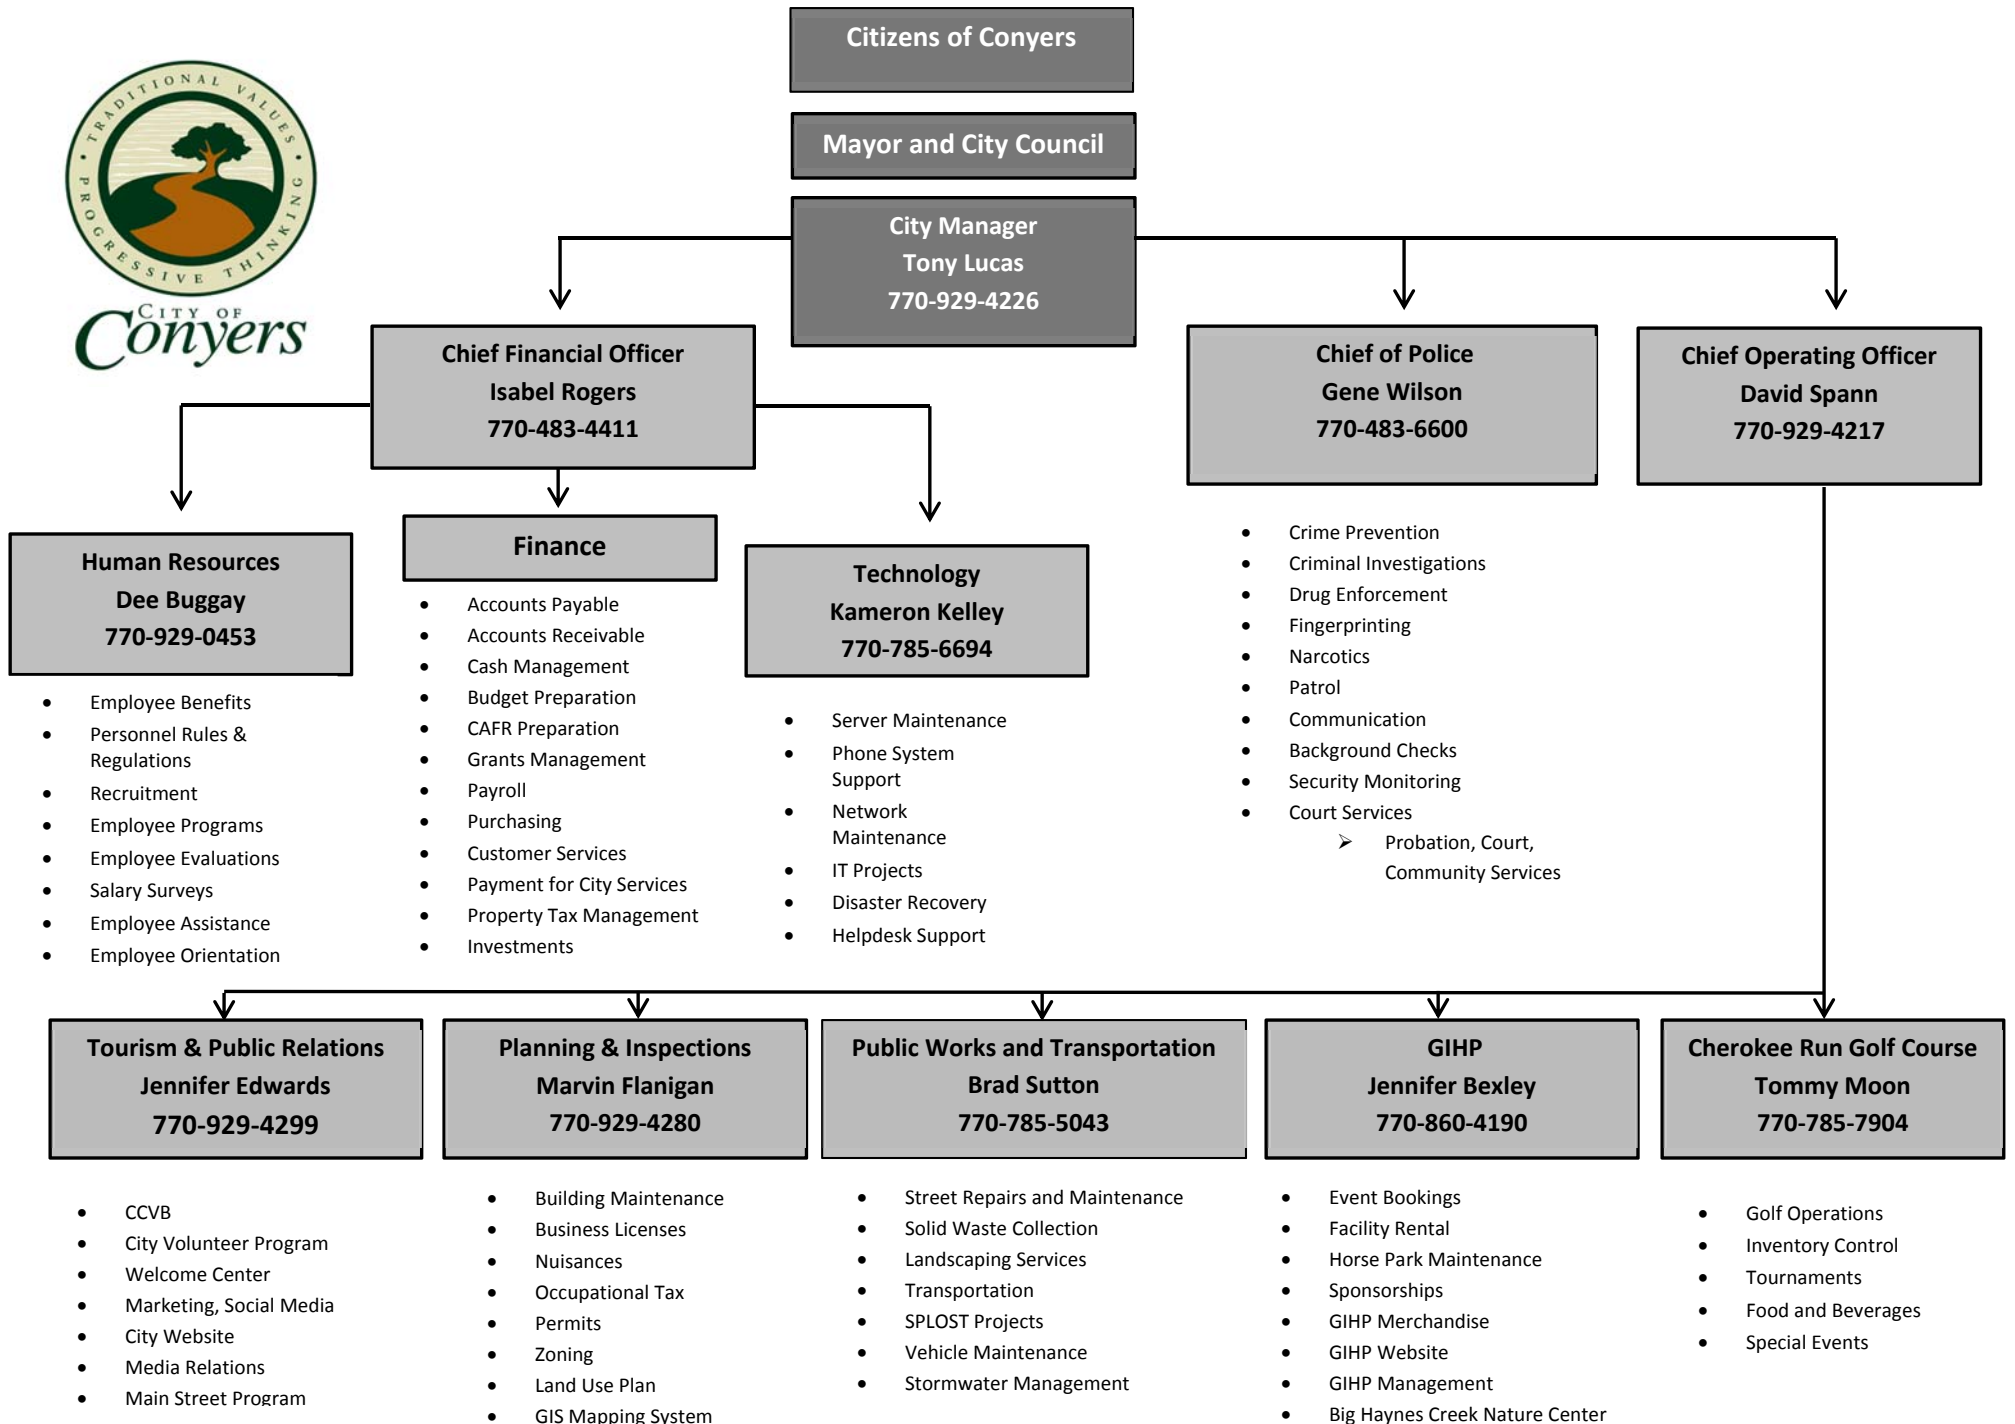 TRADITIONAL VALUES • PROGRESSIVE THINKING •
CITY OF
Conyers
Citizens of Conyers
Mayor and City Council
City Manager
Tony Lucas
770-929-4226
Chief Financial Officer
Isabel Rogers
770-483-4411
Chief of Police
Gene Wilson
770-483-6600
Chief Operating Officer
David Spann
770-929-4217
Human Resources
Dee Buggay
770-929-0453
• Employee Benefits
• Personnel Rules &
Regulations
• Recruitment
• Employee Programs
• Employee Evaluations
• Salary Surveys
• Employee Assistance
• Employee Orientation
Finance
• Accounts Payable
• Accounts Receivable
• Cash Management
• Budget Preparation
• CAFR Preparation
• Grants Management
• Payroll
• Purchasing
• Customer Services
• Payment for City Services
• Property Tax Management
• Investments
Technology
Kameron Kelley
770-785-6694
• Server Maintenance
• Phone System
Support
• Network
Maintenance
• IT Projects
• Disaster Recovery
• Helpdesk Support
• Crime Prevention
• Criminal Investigations
• Drug Enforcement
• Fingerprinting
• Narcotics
• Patrol
• Communication
• Background Checks
• Security Monitoring
• Court Services
➢ Probation, Court,
Community Services
Tourism & Public Relations
Jennifer Edwards
770-929-4299
• CCVB
• City Volunteer Program
• Welcome Center
• Marketing, Social Media
• City Website
• Media Relations
• Main Street Program
Planning & Inspections
Marvin Flanigan
770-929-4280
• Building Maintenance
• Business Licenses
• Nuisances
• Occupational Tax
• Permits
• Zoning
• Land Use Plan
• GIS Mapping System
Public Works and Transportation
Brad Sutton
770-785-5043
• Street Repairs and Maintenance
• Solid Waste Collection
• Landscaping Services
• Transportation
• SPLOST Projects
• Vehicle Maintenance
• Stormwater Management
GIHP
Jennifer Bexley
770-860-4190
• Event Bookings
• Facility Rental
• Horse Park Maintenance
• Sponsorships
• GIHP Merchandise
• GIHP Website
• GIHP Management
• Big Haynes Creek Nature Center
Cherokee Run Golf Course
Tommy Moon
770-785-7904
• Golf Operations
• Inventory Control
• Tournaments
• Food and Beverages
• Special Events